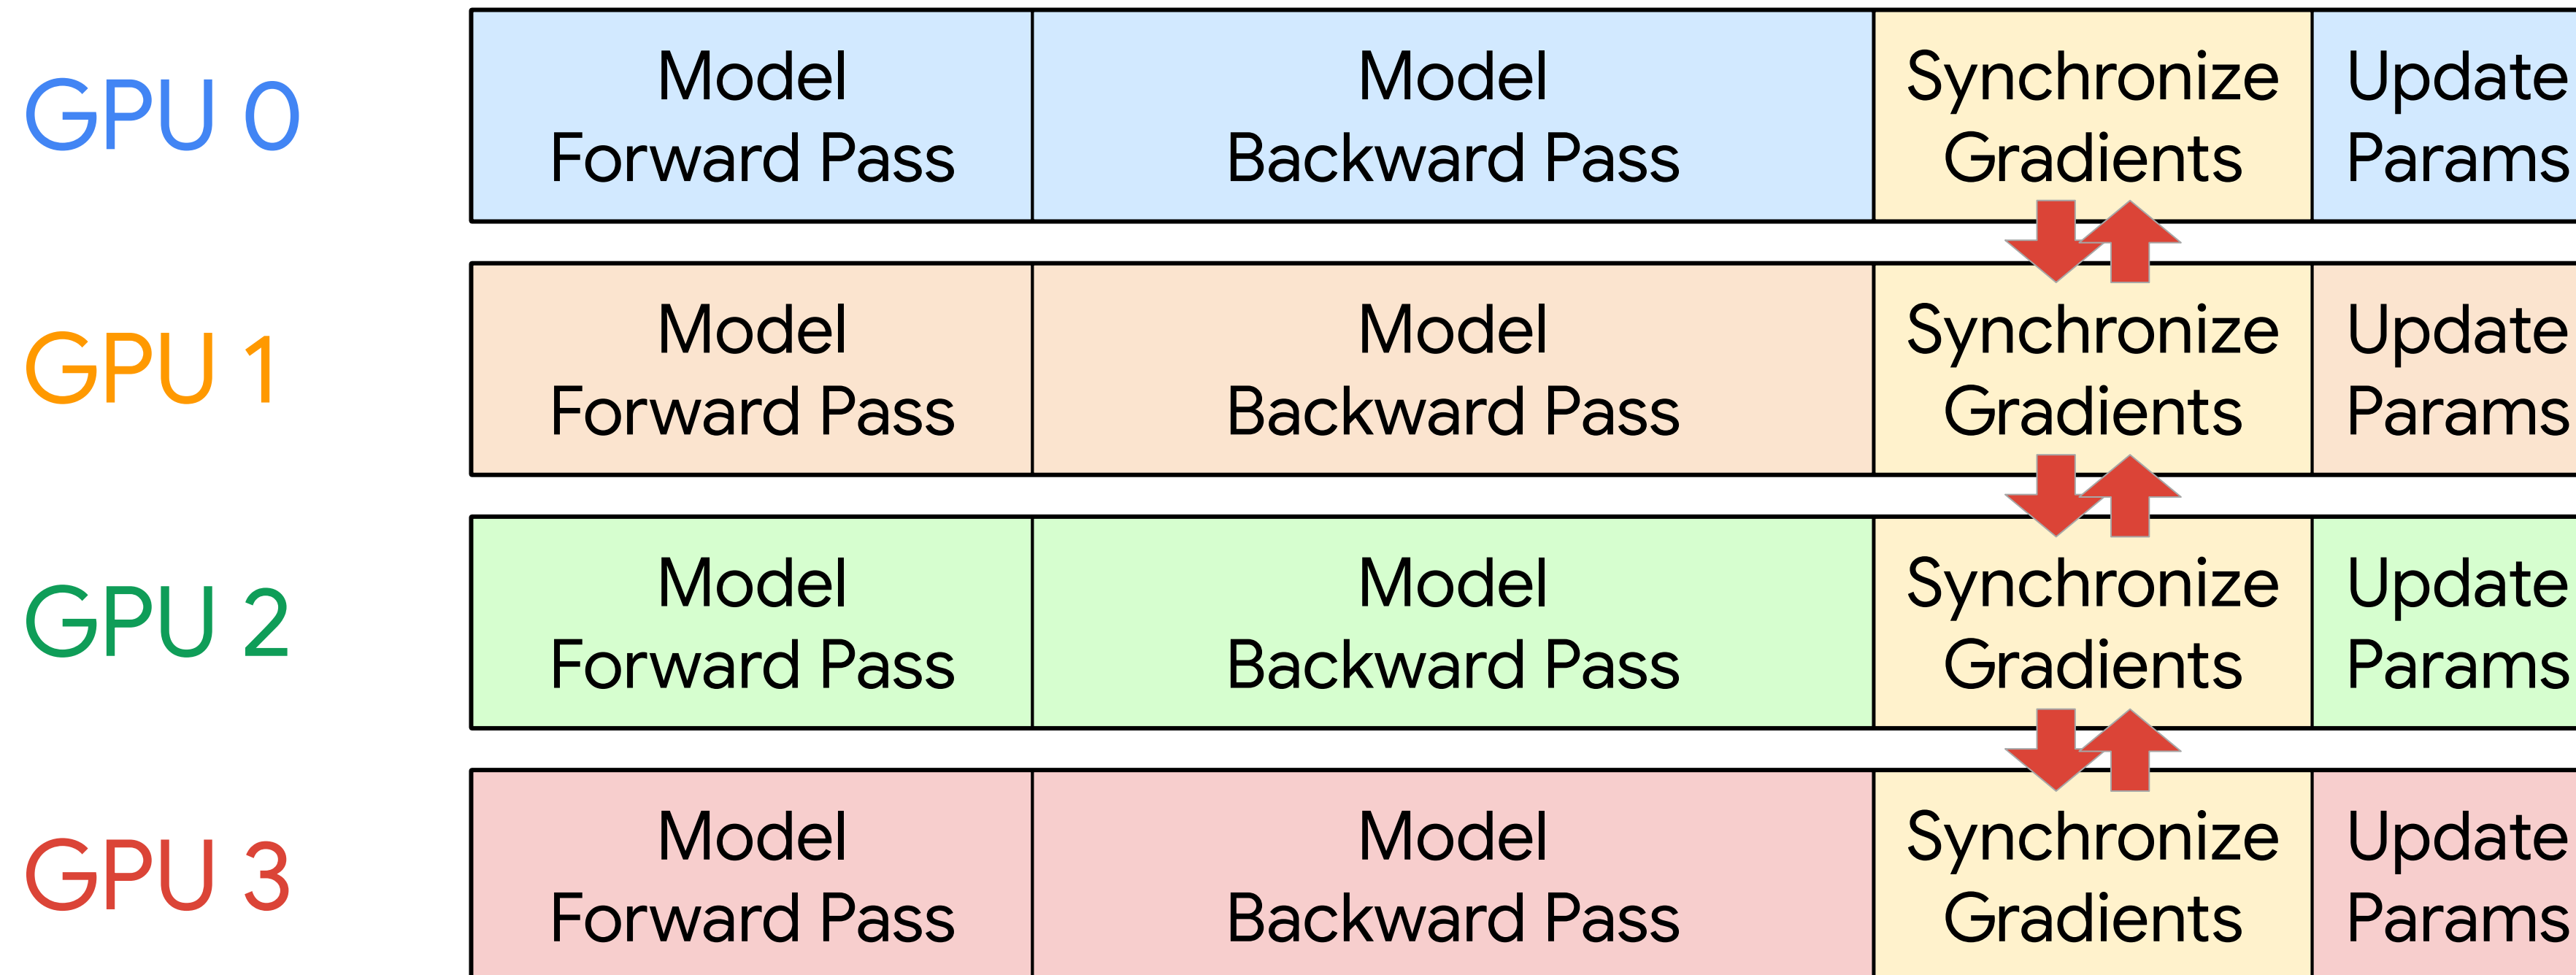 GPU 0
Model
Forward Pass
Model
Backward Pass
Synchronize
Gradients
Update
Params
GPU 1
Model
Forward Pass
Model
Backward Pass
Synchronize
Gradients
Update
Params
GPU 2
Model
Forward Pass
Model
Backward Pass
Synchronize
Gradients
Update
Params
GPU 3
Model
Forward Pass
Model
Backward Pass
Synchronize
Gradients
Update
Params